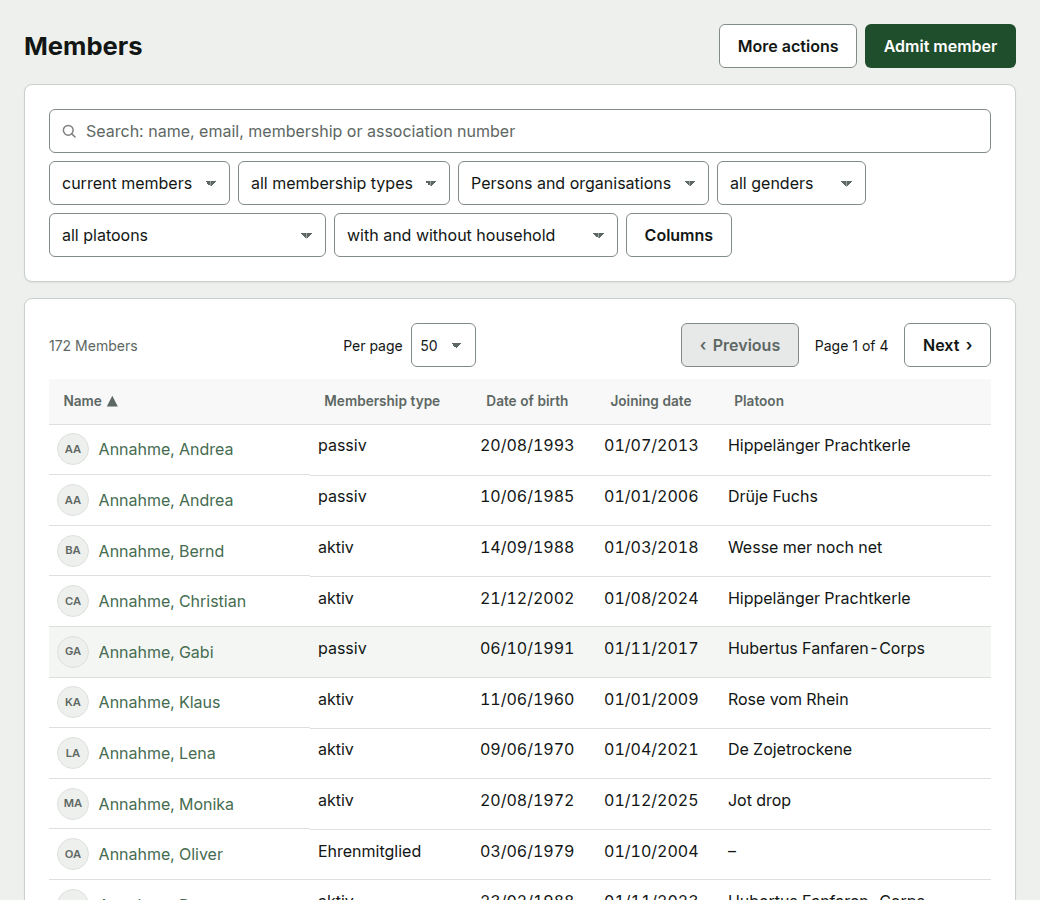 Members
More actions
Admit member
Search: name, email, membership or association number
current members
all membership types
Persons and organisations
all genders
all platoons
with and without household
Columns
172 Members
Per page 50
‹ Previous
Page 1 of 4
Next ›
Name ▲ Membership type Date of birth Joining date Platoon
AA Annahme, Andrea passiv 20/08/1993 01/07/2013 Hippelänger Prachtkerle
AA Annahme, Andrea passiv 10/06/1985 01/01/2006 Drüje Fuchs
BA Annahme, Bernd aktiv 14/09/1988 01/03/2018 Wesse mer noch net
CA Annahme, Christian aktiv 21/12/2002 01/08/2024 Hippelänger Prachtkerle
GA Annahme, Gabi passiv 06/10/1991 01/11/2017 Hubertus Fanfaren-Corps
KA Annahme, Klaus aktiv 11/06/1960 01/01/2009 Rose vom Rhein
LA Annahme, Lena aktiv 09/06/1970 01/04/2021 De Zojetrockene
MA Annahme, Monika aktiv 20/08/1972 01/12/2025 Jot drop
OA Annahme, Oliver Ehrenmitglied 03/06/1979 01/10/2004 –